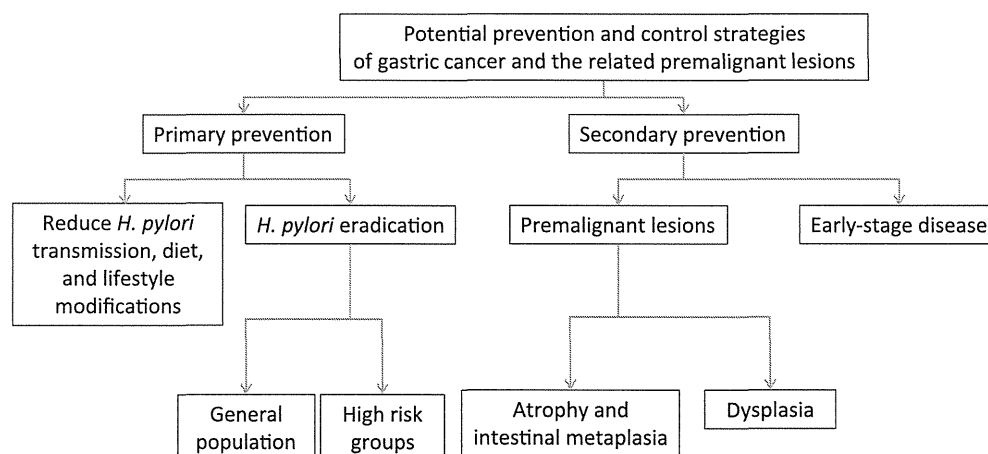 Potential prevention and control strategies
of gastric cancer and the related premalignant lesions
Primary prevention
Secondary prevention
Reduce H. pylori
transmission, diet,
and lifestyle
modifications
H. pylori eradication
Premalignant lesions
Early-stage disease
General
population
High risk
groups
Atrophy and
intestinal metaplasia
Dysplasia